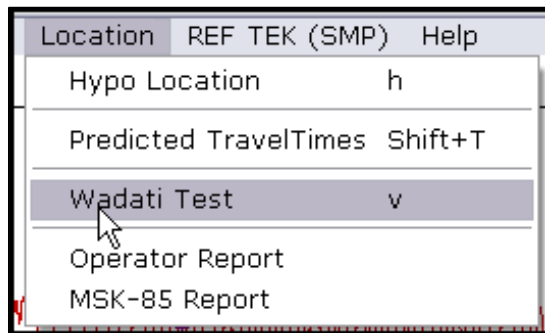 Location REF TEK (SMP) Help
Hypo Location h
Predicted TravelTimes Shift+T
Wadati Test v
Operator Report
MSK-85 Report